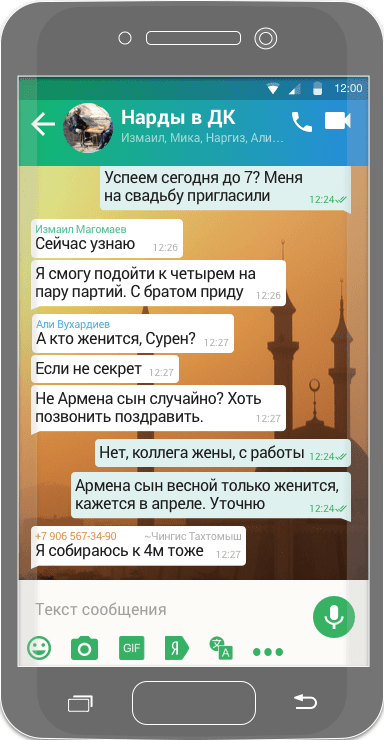 12:00
Нарды в ДК
Измаил, Мика, Наргиз, Али...
Успеем сегодня до 7? Меня
на свадьбу пригласили
12:24
Измаил Магомаев
Сейчас узнаю
12:26
Я смогу подойти к четырем на
пару партий. С братом приду
12:26
Али Вухардиев
А кто женится, Сурен?
12:27
Если не секрет
12:27
Не Армена сын случайно? Хоть
позвонить поздравить.
12:27
Нет, коллега жены, с работы
12:24
Армена сын весной только женится,
кажется в апреле. Уточню
12:24
+7 906 567-34-90 ~Чингис Тахтомыш
Я собираюсь к 4м тоже
12:27
Текст сообщения
GIF
Я
A